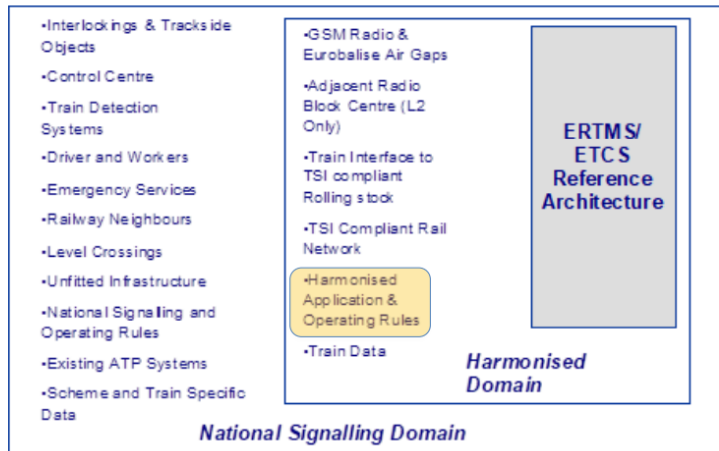 •Interlockings & Trackside
Objects
•Control Centre
•Train Detection
Systems
•Driver and Workers
•Emergency Services
•Railway Neighbours
•Level Crossings
•Unfitted Infrastructure
•National Signalling and
Operating Rules
•Existing ATP Systems
•Scheme and Train Specific
Data
•GSM Radio &
Eurobalise Air Gaps
•Adjacent Radio
Block Centre (L2
Only)
•Train Interface to
TSI compliant
Rolling stock
•TSI Compliant Rail
Network
•Harmonised
Application &
Operating Rules
•Train Data
ERTMS/
ETCS
Reference
Architecture
Harmonised
Domain
National Signalling Domain